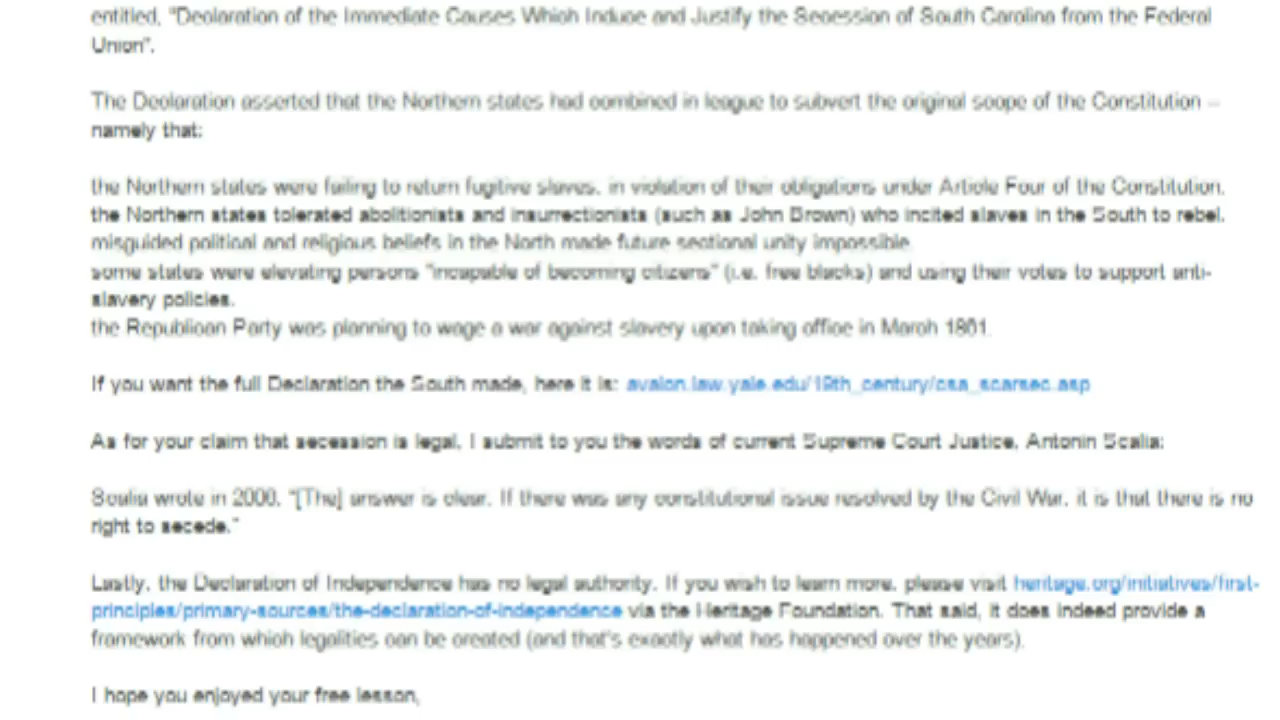 entitled, "Declaration of the Immediate Causes Which Induce and Justify the Secession of South Carolina from the Federal
Union".
The Declaration asserted that the Northern states had combined in league to subvert the original scope of the Constitution –
namely that:
the Northern states were failing to return fugitive slaves, in violation of their obligations under Article Four of the Constitution.
the Northern states tolerated abolitionists and insurrectionists (such as John Brown) who incited slaves in the South to rebel.
misguided political and religious beliefs in the North made future sectional unity impossible
some states were elevating persons "incapable of becoming citizens" (i.e. free blacks) and using their votes to support anti-
slavery policies.
the Republican Party was planning to wage a war against slavery upon taking office in March 1861.
If you want the full Declaration the South made, here it is: avalon.law.yale.edu/19th_century/csa_scarsec.asp
As for your claim that secession is legal, I submit to you the words of current Supreme Court Justice, Antonin Scalia:
Scalia wrote in 2006, "[The] answer is clear. If there was any constitutional issue resolved by the Civil War, it is that there is no
right to secede."
Lastly, the Declaration of Independence has no legal authority. If you wish to learn more, please visit heritage.org/initiatives/first-
principles/primary-sources/the-declaration-of-independence via the Heritage Foundation. That said, it does indeed provide a
framework from which legalities can be created (and that's exactly what has happened over the years).
I hope you enjoyed your free lesson,